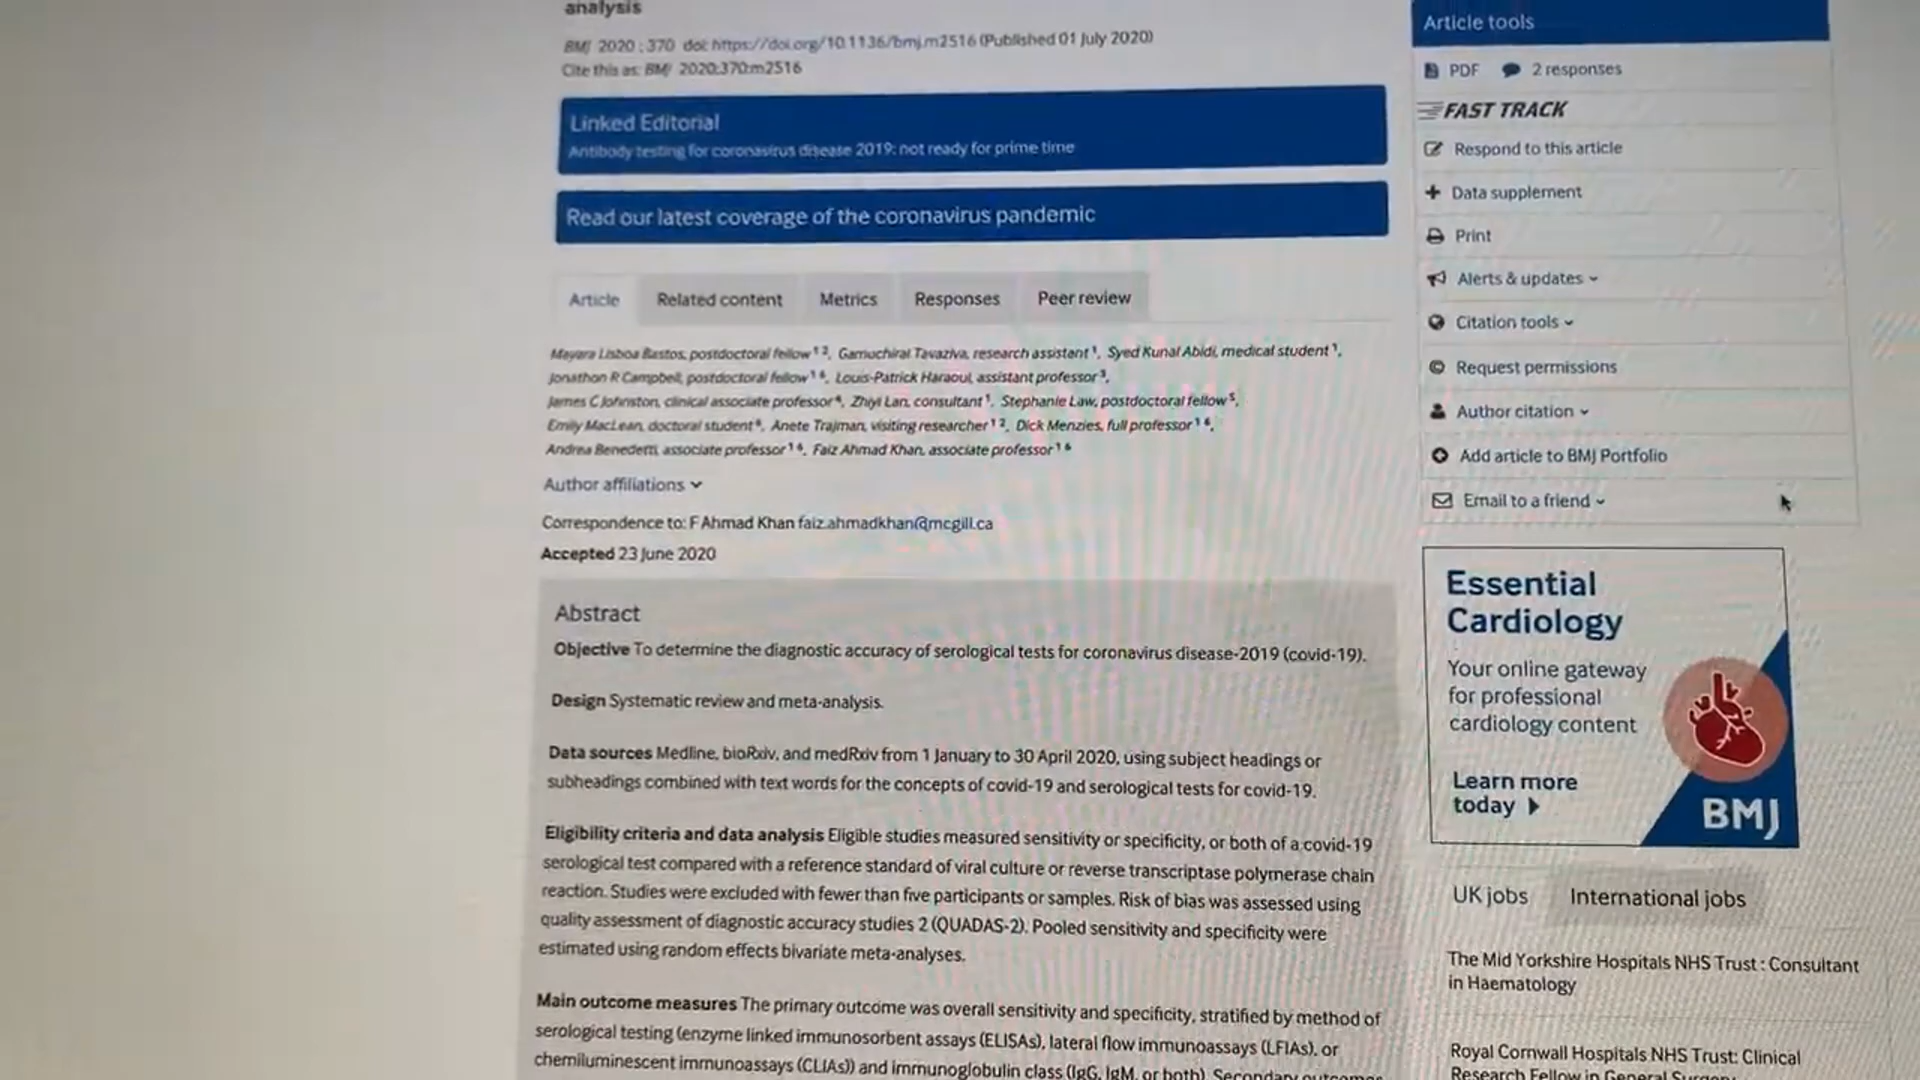 analysis
BMJ 2020 ; 370 doi: https://doi.org/10.1136/bmj.m2516 (Published 01 July 2020)
Cite this as: BMJ 2020;370:m2516
Linked Editorial
Antibody testing for coronavirus disease 2019: not ready for prime time
Read our latest coverage of the coronavirus pandemic
Article Related content Metrics Responses Peer review
Mayara Lisboa Bastos, postdoctoral fellow 1 2, Gamuchirai Tavaziva, research assistant 1, Syed Kunal Abidi, medical student 1,
Jonathon R Campbell, postdoctoral fellow 1 6, Louis-Patrick Haraoui, assistant professor 3,
James C Johnston, clinical associate professor 4, Zhiyi Lan, consultant 1, Stephanie Law, postdoctoral fellow 5,
Emily MacLean, doctoral student 6, Anete Trajman, visiting researcher 1 2, Dick Menzies, full professor 1 6,
Andrea Benedetti, associate professor 1 6, Faiz Ahmad Khan, associate professor 1 6
Author affiliations
Correspondence to: F Ahmad Khan faiz.ahmadkhan@mcgill.ca
Accepted 23 June 2020
Abstract
Objective To determine the diagnostic accuracy of serological tests for coronavirus disease-2019 (covid-19).
Design Systematic review and meta-analysis.
Data sources Medline, bioRxiv, and medRxiv from 1 January to 30 April 2020, using subject headings or
subheadings combined with text words for the concepts of covid-19 and serological tests for covid-19.
Eligibility criteria and data analysis Eligible studies measured sensitivity or specificity, or both of a covid-19
serological test compared with a reference standard of viral culture or reverse transcriptase polymerase chain
reaction. Studies were excluded with fewer than five participants or samples. Risk of bias was assessed using
quality assessment of diagnostic accuracy studies 2 (QUADAS-2). Pooled sensitivity and specificity were
estimated using random effects bivariate meta-analyses.
Main outcome measures The primary outcome was overall sensitivity and specificity, stratified by method of
serological testing (enzyme linked immunosorbent assays (ELISAs), lateral flow immunoassays (LFIAs), or
chemiluminescent immunoassays (CLIAs)) and immunoglobulin class (IgG, IgM, or both). Secondary outcomes
Article tools
PDF 2 responses
FAST TRACK
Respond to this article
Data supplement
Print
Alerts & updates
Citation tools
Request permissions
Author citation
Add article to BMJ Portfolio
Email to a friend
Essential
Cardiology
Your online gateway
for professional
cardiology content
Learn more
today
BMJ
UK jobs International jobs
The Mid Yorkshire Hospitals NHS Trust : Consultant
in Haematology
Royal Cornwall Hospitals NHS Trust: Clinical
Research Fellow in General Surgery